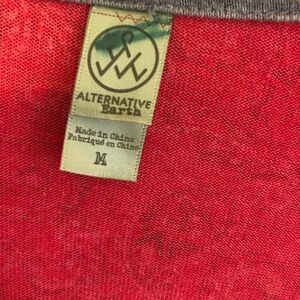 ALTERNATIVE
Earth
Made in China
Fabriqué en Chine
M